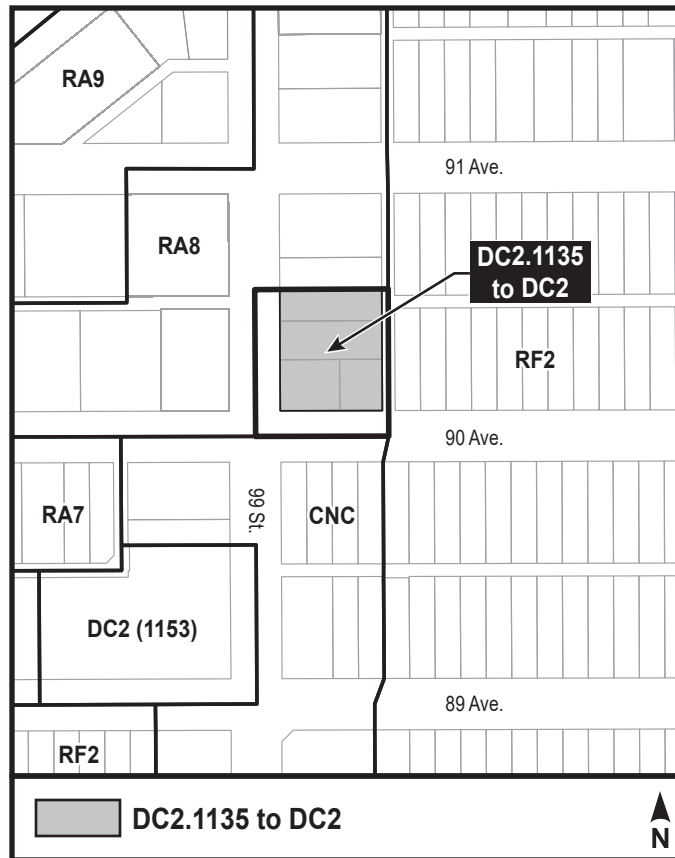 RA9
91 Ave.
RA8
DC2.1135
to DC2
RF2
90 Ave.
RA7
99 St.
CNC
DC2 (1153)
89 Ave.
RF2
DC2.1135 to DC2
N